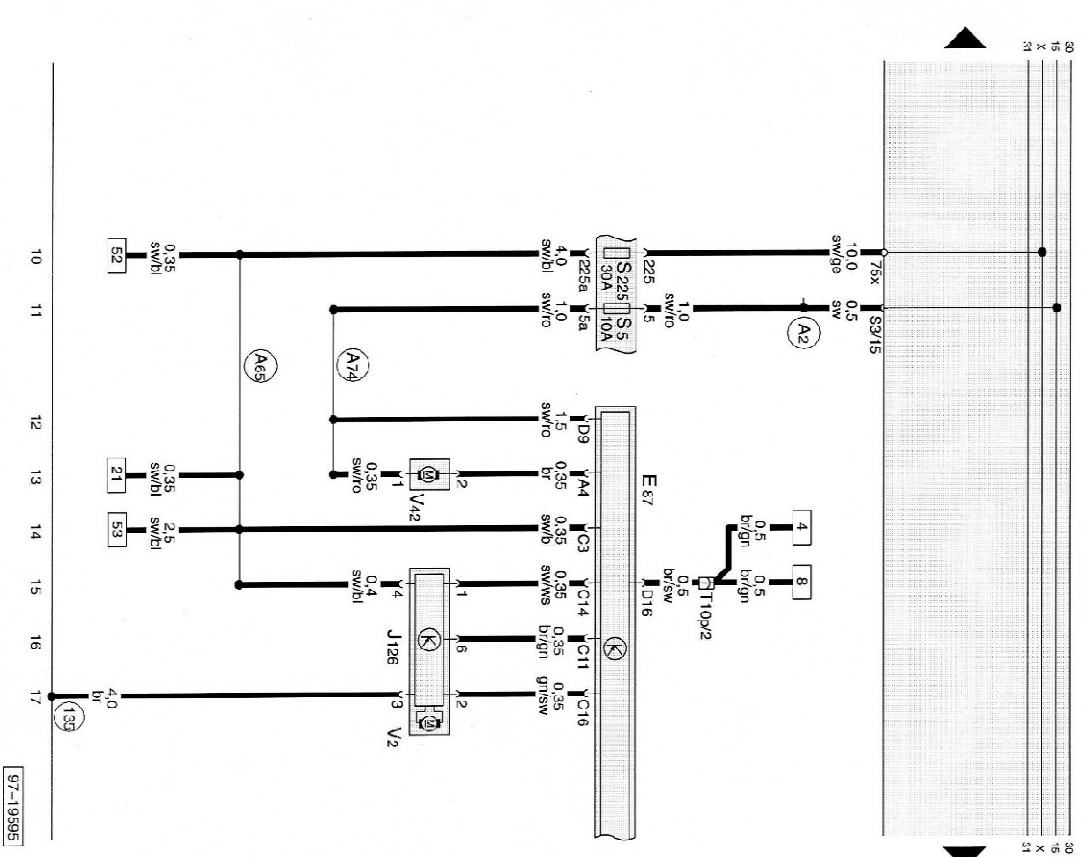 30
15
X
31
75x
10,0
sw/ge
S3/15
0,5
sw
A2
225
S225
30A
225a
4,0
sw/bl
5
1,0
sw/ro
S5
10A
5a
1,0
sw/ro
0,35
sw/bl
52
A65
A74
4
0,5
br/gn
8
0,5
br/gn
T10p/2
0,5
br/sw
D16
E87
D9
1,5
sw/ro
A4
0,35
br
2
V42
M
1
0,35
sw/ro
C3
0,35
sw/b
C14
0,35
sw/ws
C11
0,35
br/gn
C16
0,35
gn/sw
K
1
6
2
J126
K
M
V2
4
3
0,4
sw/bl
0,35
sw/bl
21
2,5
sw/bl
53
4,0
br
135
10
11
12
13
14
15
16
17
97-19595
30
15
X
31